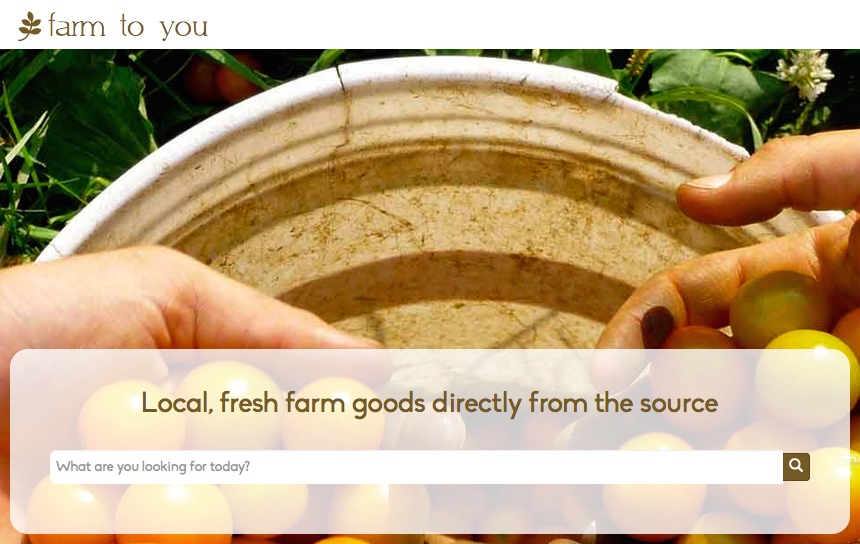 farm to you
Local, fresh farm goods directly from the source
What are you looking for today?